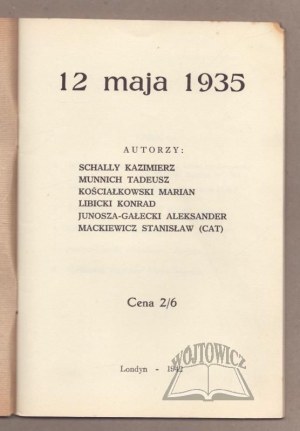 12 maja 1935
AUTORZY:
SCHALLY KAZIMIERZ
MUNNICH TADEUSZ
KOŚCIAŁKOWSKI MARIAN
LIBICKI KONRAD
JUNOSZA-GAŁECKI ALEKSANDER
MACKIEWICZ STANISŁAW (CAT)
Cena 2/6
Londyn -
WÓJTOWICZ